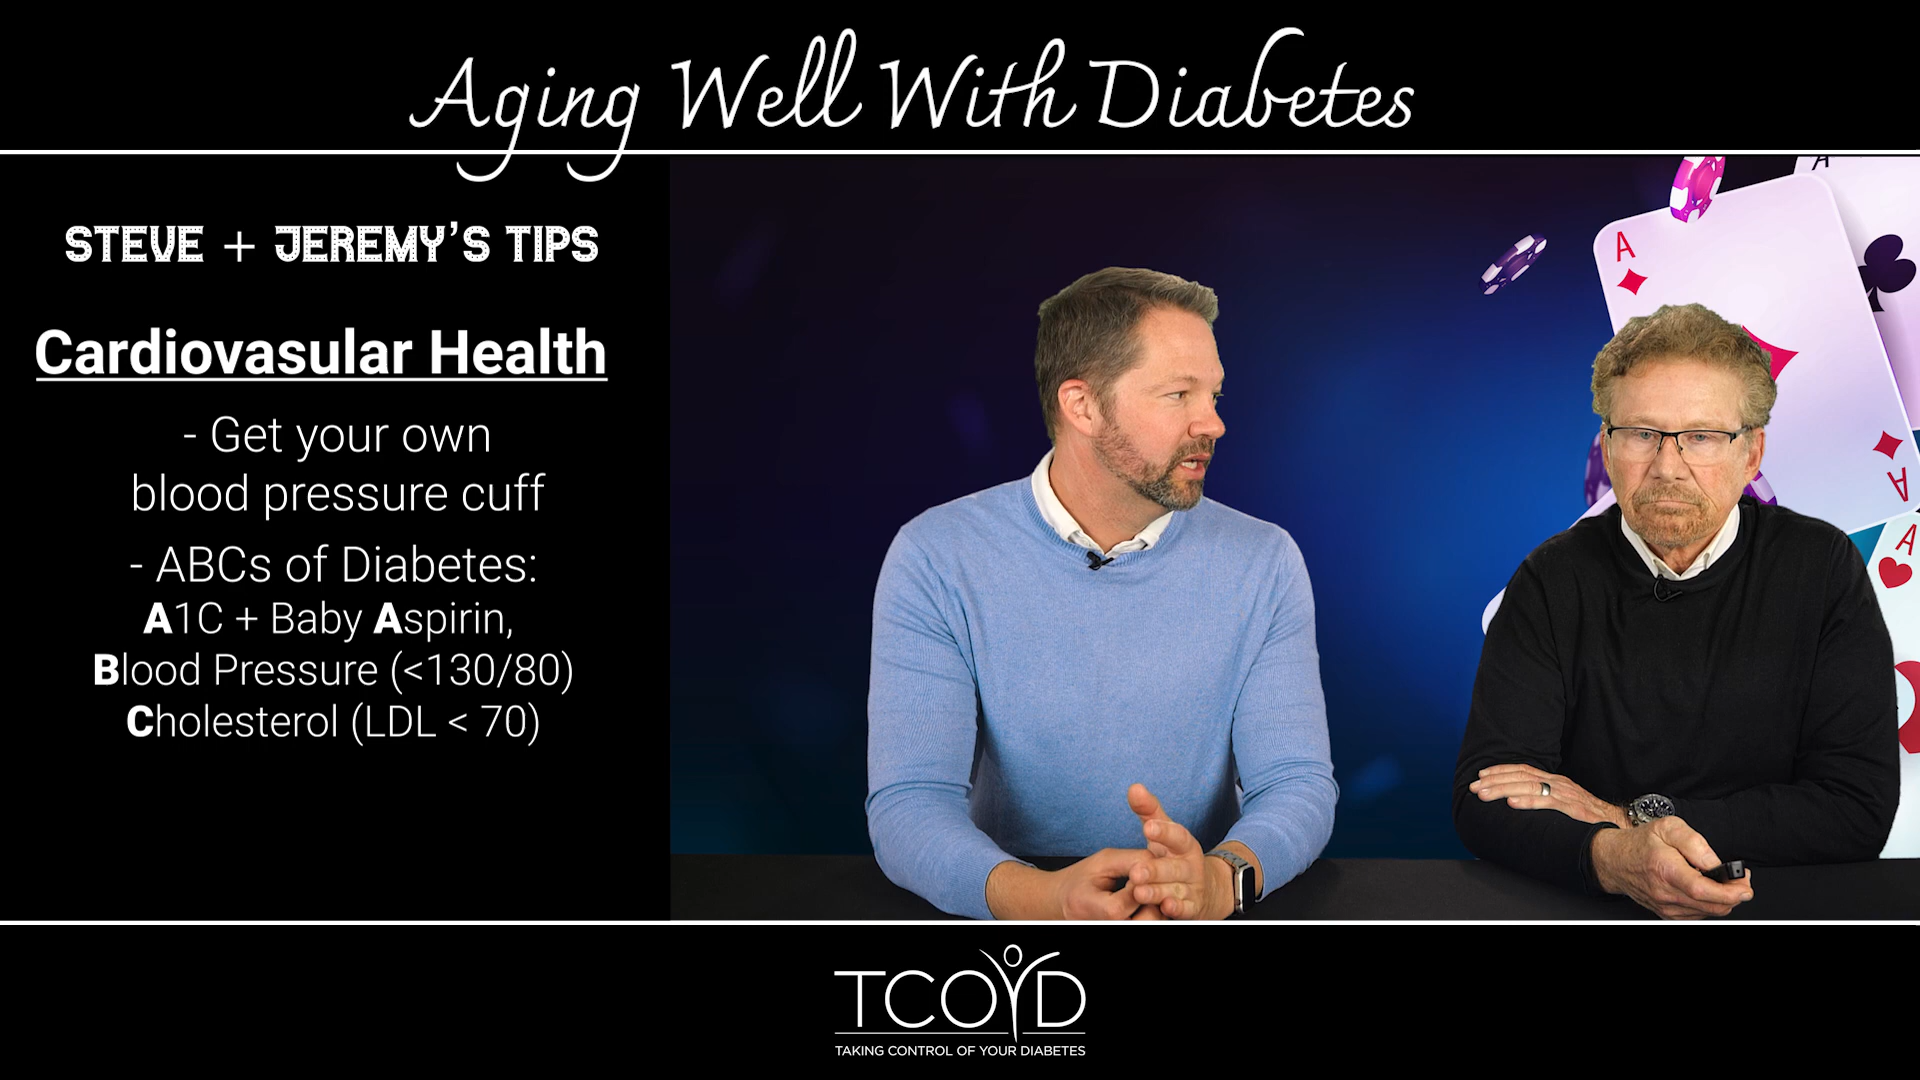 Aging Well With Diabetes
STEVE + JEREMY'S TIPS
Cardiovasular Health
- Get your own
blood pressure cuff
- ABCs of Diabetes:
A1C + Baby Aspirin,
Blood Pressure (<130/80)
Cholesterol (LDL < 70)
A
A
A
A
TCOYD
TAKING CONTROL OF YOUR DIABETES